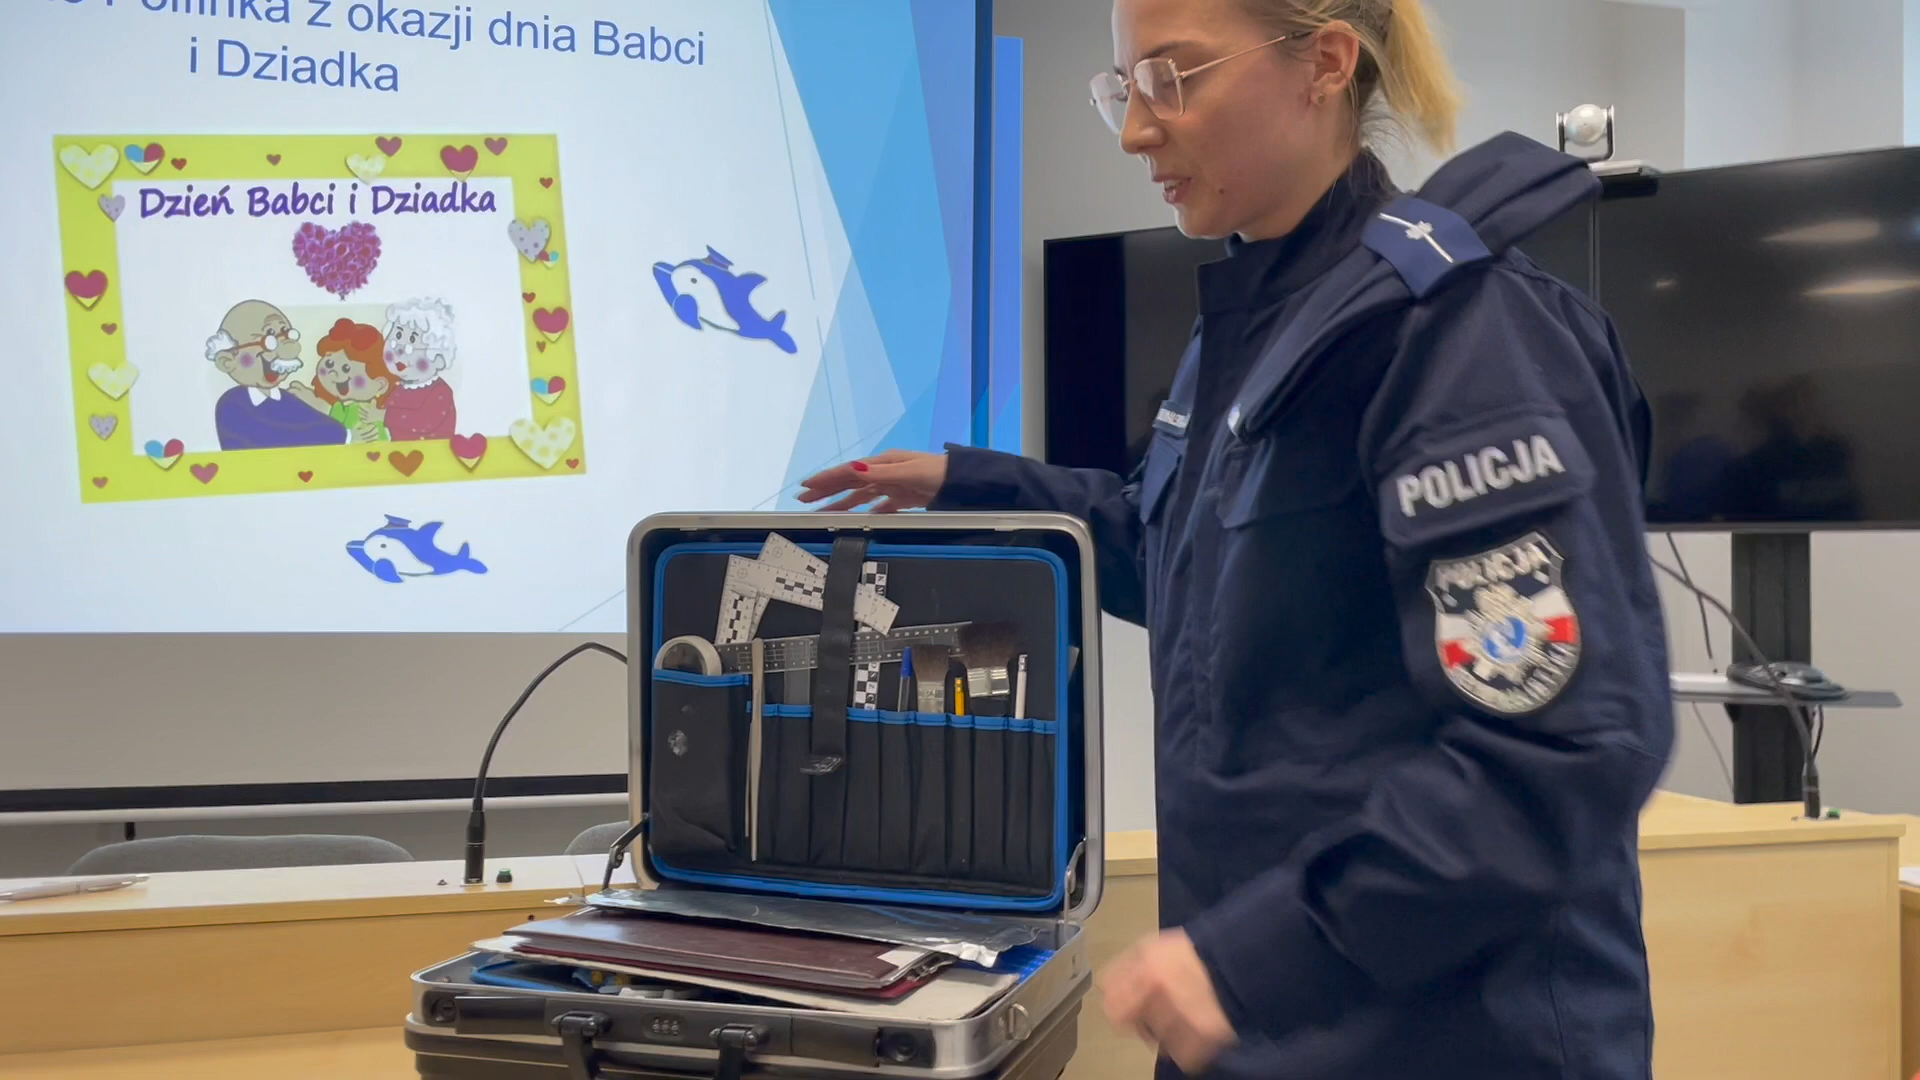 z okazji dnia Babci
i Dziadka
Dzień Babci i Dziadka
POLICJA
POLICJA